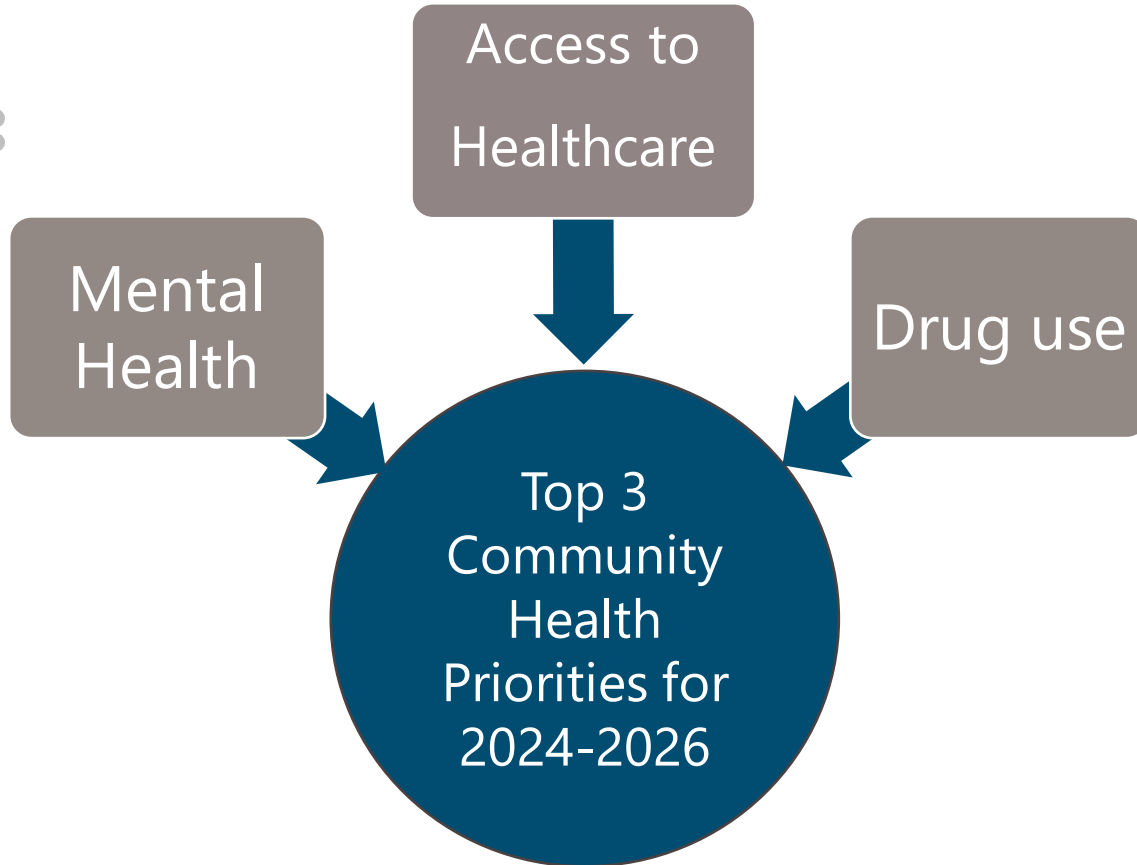 Access to
Healthcare
Mental
Health
Drug use
Top 3
Community
Health
Priorities for
2024-2026